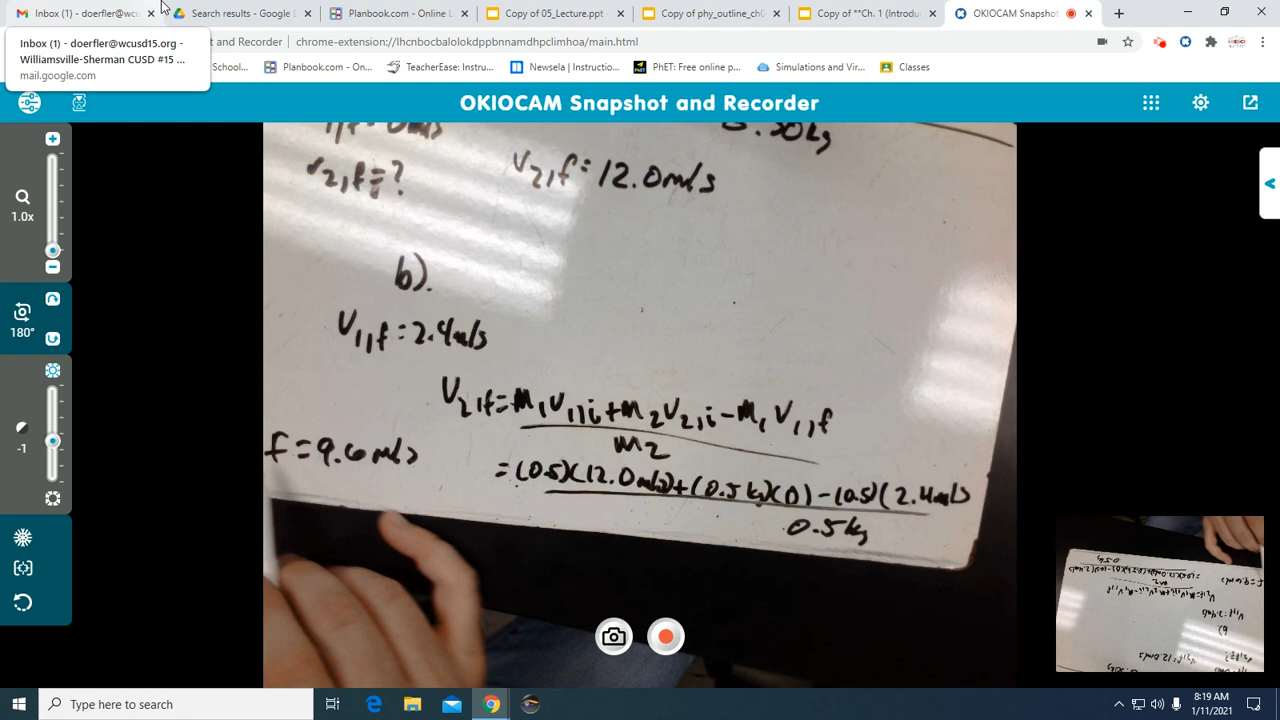 Inbox (1) - doerfler@wcu
Search results - Google D
Planbook.com - Online L
Copy of 05_Lecture.ppt -
Copy of phy_outline_ch0
Copy of **Ch. 1 (Introduc
OKIOCAM Snapshot
Inbox (1) - doerfler@wcusd15.org -
Williamsville-Sherman CUSD #15 ...
mail.google.com
and Recorder
chrome-extension://lhcnbocbalolokdppbnnamdhpclimhoa/main.html
School...
Planbook.com - On...
TeacherEase: Instru...
Newsela | Instructio...
PhET: Free online p...
Simulations and Vir...
Classes
OKIOCAM Snapshot and Recorder
1.0x
180°
-1
0.50kg
v2,f=?
v2,f=12.0m/s
b).
v1,f=2.4m/s
v2,f=m1v1,i+m2v2,i-m1v1,f
m2
f=9.6m/s
=(0.5)(12.0m/s)+(0.5kg)(0)-(0.5)(2.4m/s
0.5kg
Type here to search
8:19 AM
1/11/2021